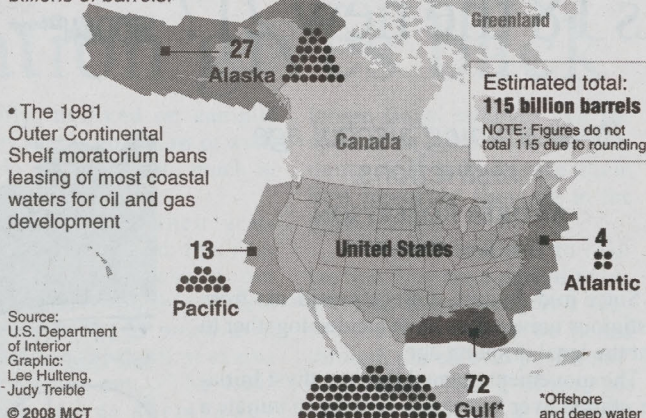 Billions of barrels:
27
Alaska
Greenland
Estimated total:
115 billion barrels
NOTE: Figures do not
total 115 due to rounding
• The 1981
Outer Continental
Shelf moratorium bans
leasing of most coastal
waters for oil and gas
development
Canada
United States
13
Pacific
4
Atlantic
72
Gulf*
*Offshore
and deep water
Source:
U.S. Department
of Interior
Graphic:
Lee Hulteng,
Judy Treible
© 2008 MCT